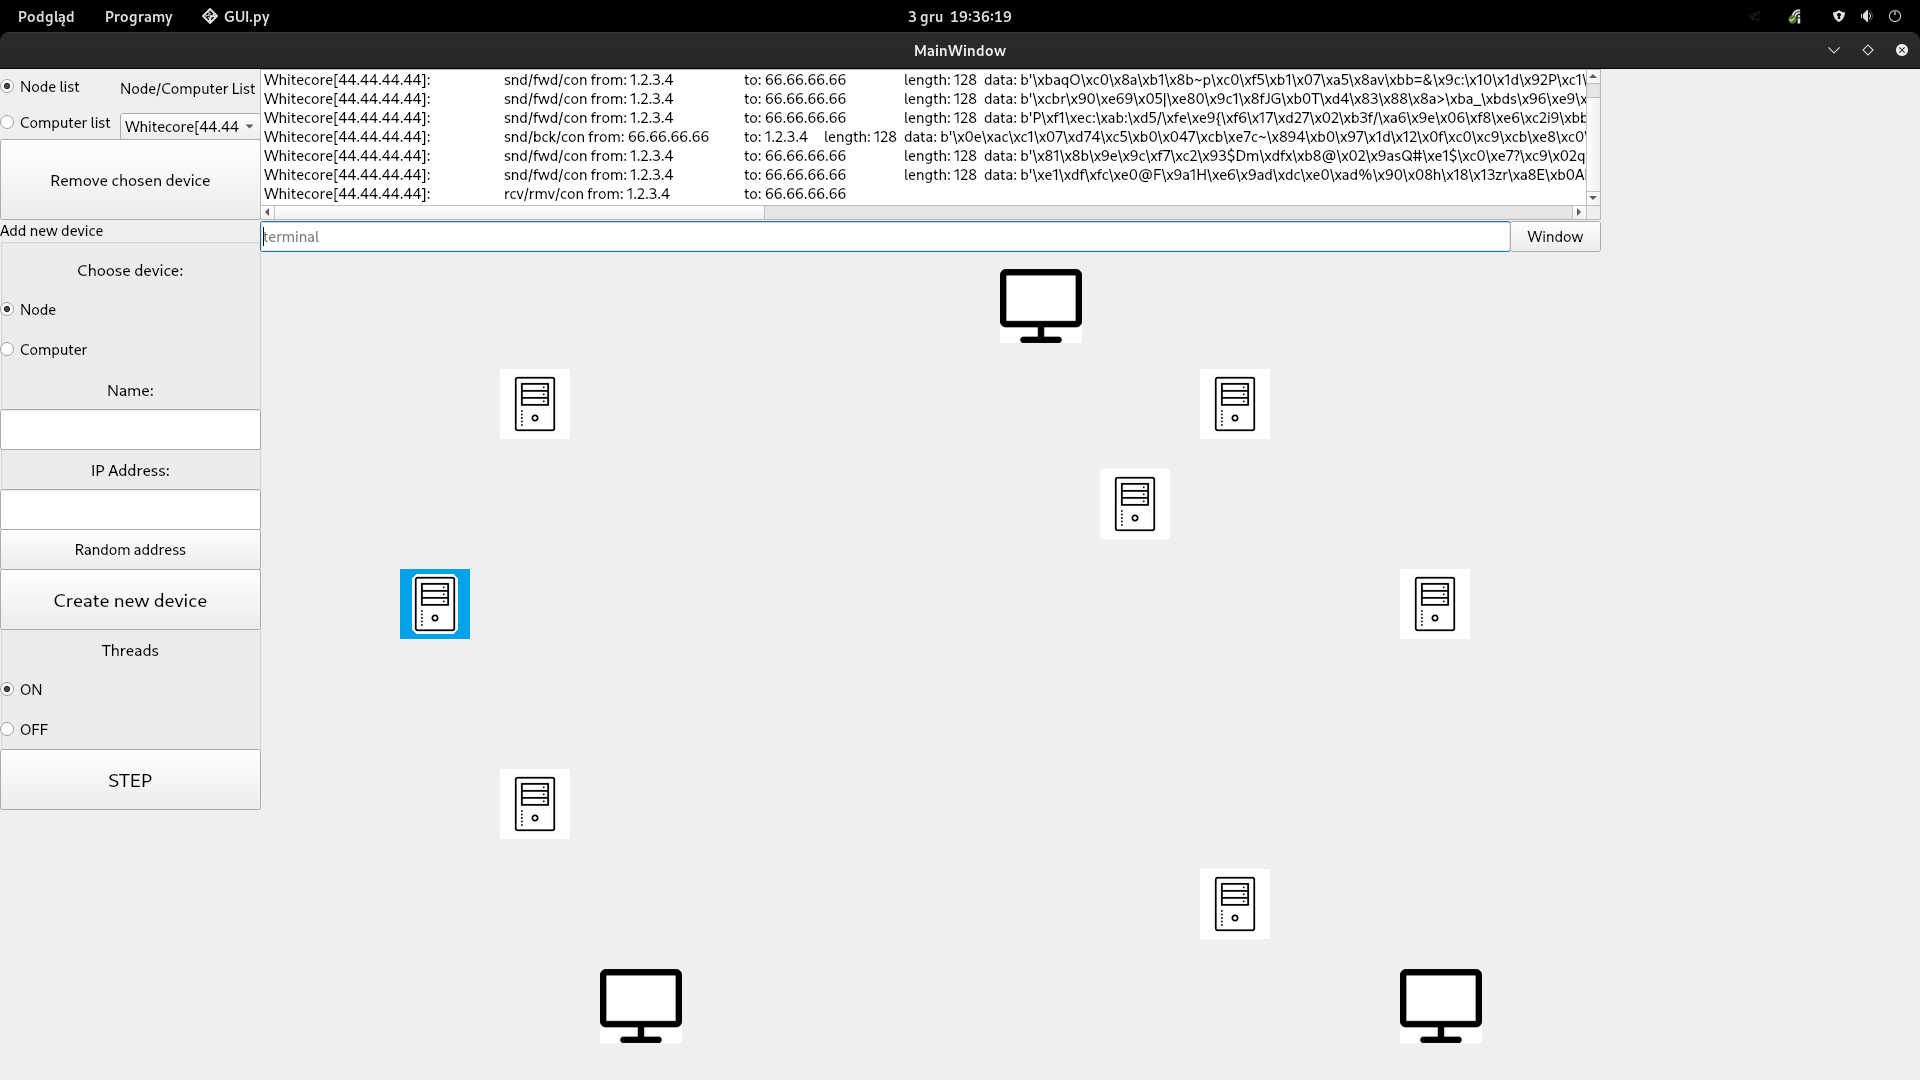 Podgląd Programy GUI.py 3 gru 19:36:19
MainWindow
Node list
Node/Computer List
Computer list
Whitecore[44.44
Remove chosen device
Whitecore[44.44.44.44]: snd/fwd/con from: 1.2.3.4 to: 66.66.66.66 length: 128 data: b'\xbaqO\xc0\x8a\xb1\x8b~p\xc0\xf5\xb1\x07\xa5\x8av\xbb=&\x9c:\x10\x1d\x92P\xc1\
Whitecore[44.44.44.44]: snd/fwd/con from: 1.2.3.4 to: 66.66.66.66 length: 128 data: b'\xcbr\x90\xe69\x05|\xe80\x9c1\x8fJG\xb0T\xd4\x83\x88\x8a>\xba_\xbds\x96\xe9\x
Whitecore[44.44.44.44]: snd/fwd/con from: 1.2.3.4 to: 66.66.66.66 length: 128 data: b'P\xf1\xec:\xab:\xd5/\xfe\xe9{\xf6\x17\xd27\x02\xb3f/\xa6\x9e\x06\xf8\xe6\xc2i9\xbb
Whitecore[44.44.44.44]: snd/bck/con from: 66.66.66.66 to: 1.2.3.4 length: 128 data: b'\x0e\xac\xc1\x07\xd74\xc5\xb0\x047\xcb\xe7c~\x894\xb0\x97\x1d\x12\x0f\xc0\xc9\xcb\xe8\xc0'
Whitecore[44.44.44.44]: snd/fwd/con from: 1.2.3.4 to: 66.66.66.66 length: 128 data: b'\x81\x8b\x9e\x9c\xf7\xc2\x93$Dm\xdfx\xb8@\x02\x9asQ#\xe1$\xc0\xe7?\xc9\x02q
Whitecore[44.44.44.44]: snd/fwd/con from: 1.2.3.4 to: 66.66.66.66 length: 128 data: b'\xe1\xdf\xfc\xe0@F\x9a1H\xe6\x9ad\xdc\xe0\xad%\x90\x08h\x18\x13zr\xa8E\xb0A
Whitecore[44.44.44.44]: rcv/rmv/con from: 1.2.3.4 to: 66.66.66.66
terminal
Window
Add new device
Choose device:
Node
Computer
Name:
IP Address:
Random address
Create new device
Threads
ON
OFF
STEP